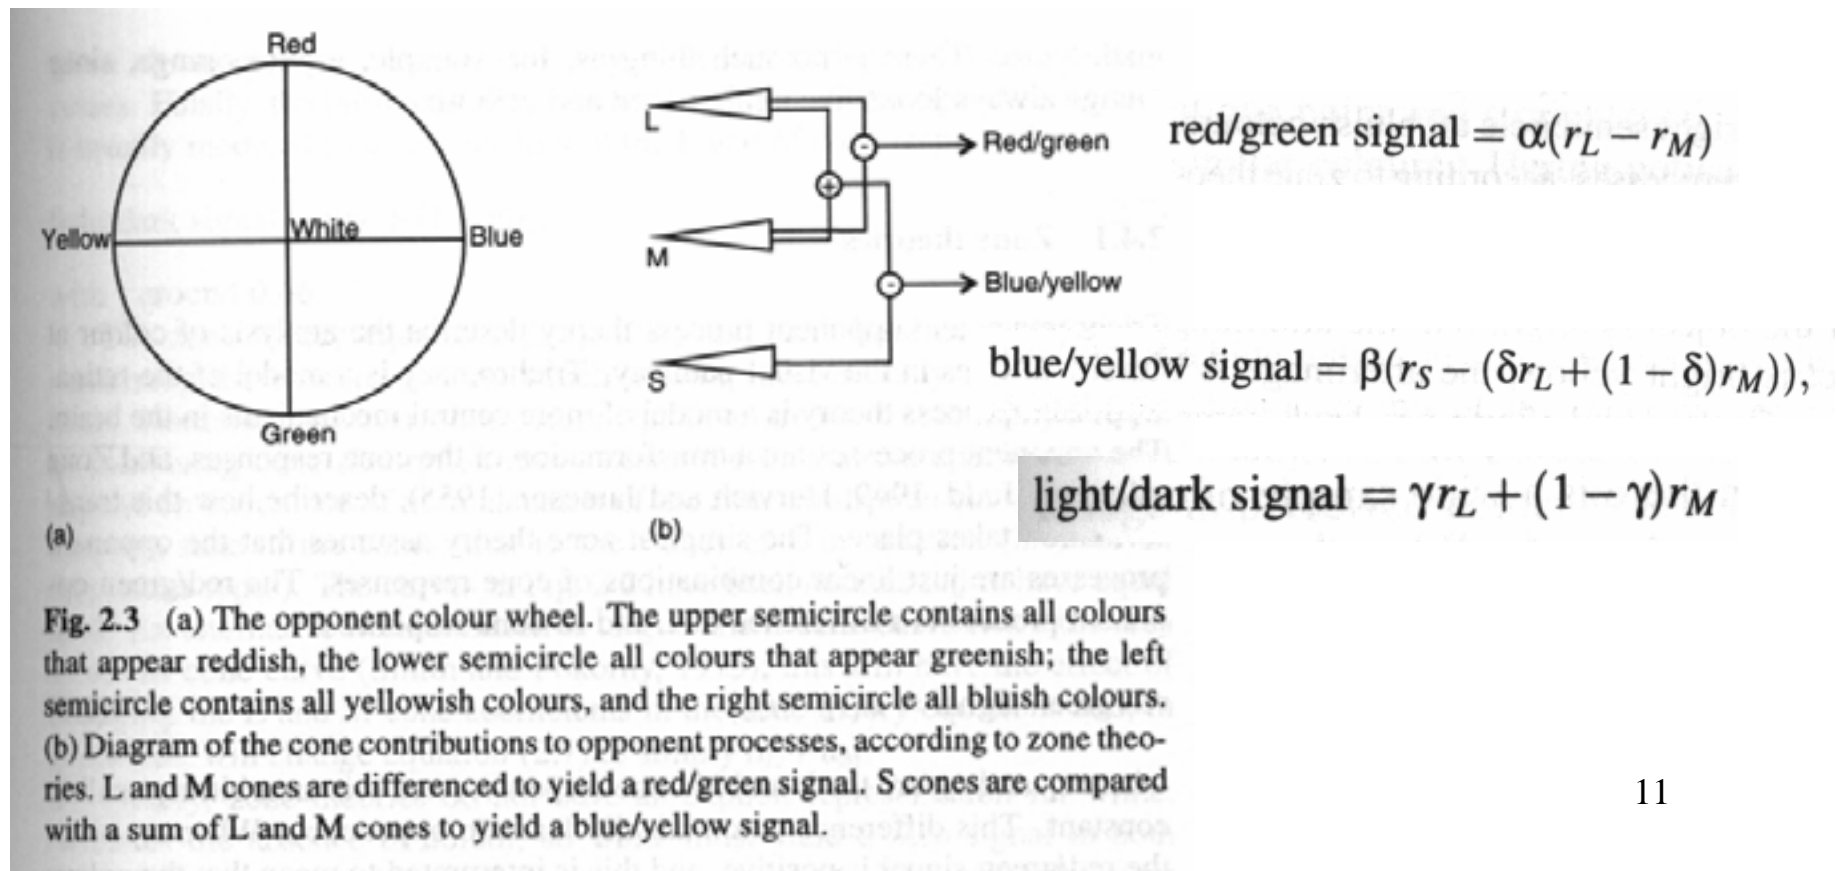 Red
Yellow
White
Blue
Green
(a)
L
M
S
Red/green
Blue/yellow
(b)
red/green signal = α(r_L − r_M)
blue/yellow signal = β(r_S − (δr_L + (1 − δ)r_M)),
light/dark signal = γr_L + (1 − γ)r_M
Fig. 2.3 (a) The opponent colour wheel. The upper semicircle contains all colours
that appear reddish, the lower semicircle all colours that appear greenish; the left
semicircle contains all yellowish colours, and the right semicircle all bluish colours.
(b) Diagram of the cone contributions to opponent processes, according to zone theo-
ries. L and M cones are differenced to yield a red/green signal. S cones are compared
with a sum of L and M cones to yield a blue/yellow signal.
11